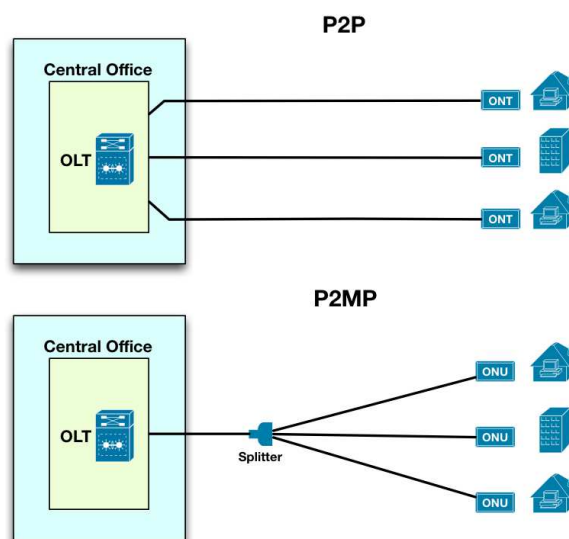 P2P
Central Office
OLT
ONT
ONT
ONT
P2MP
Central Office
OLT
Splitter
ONU
ONU
ONU